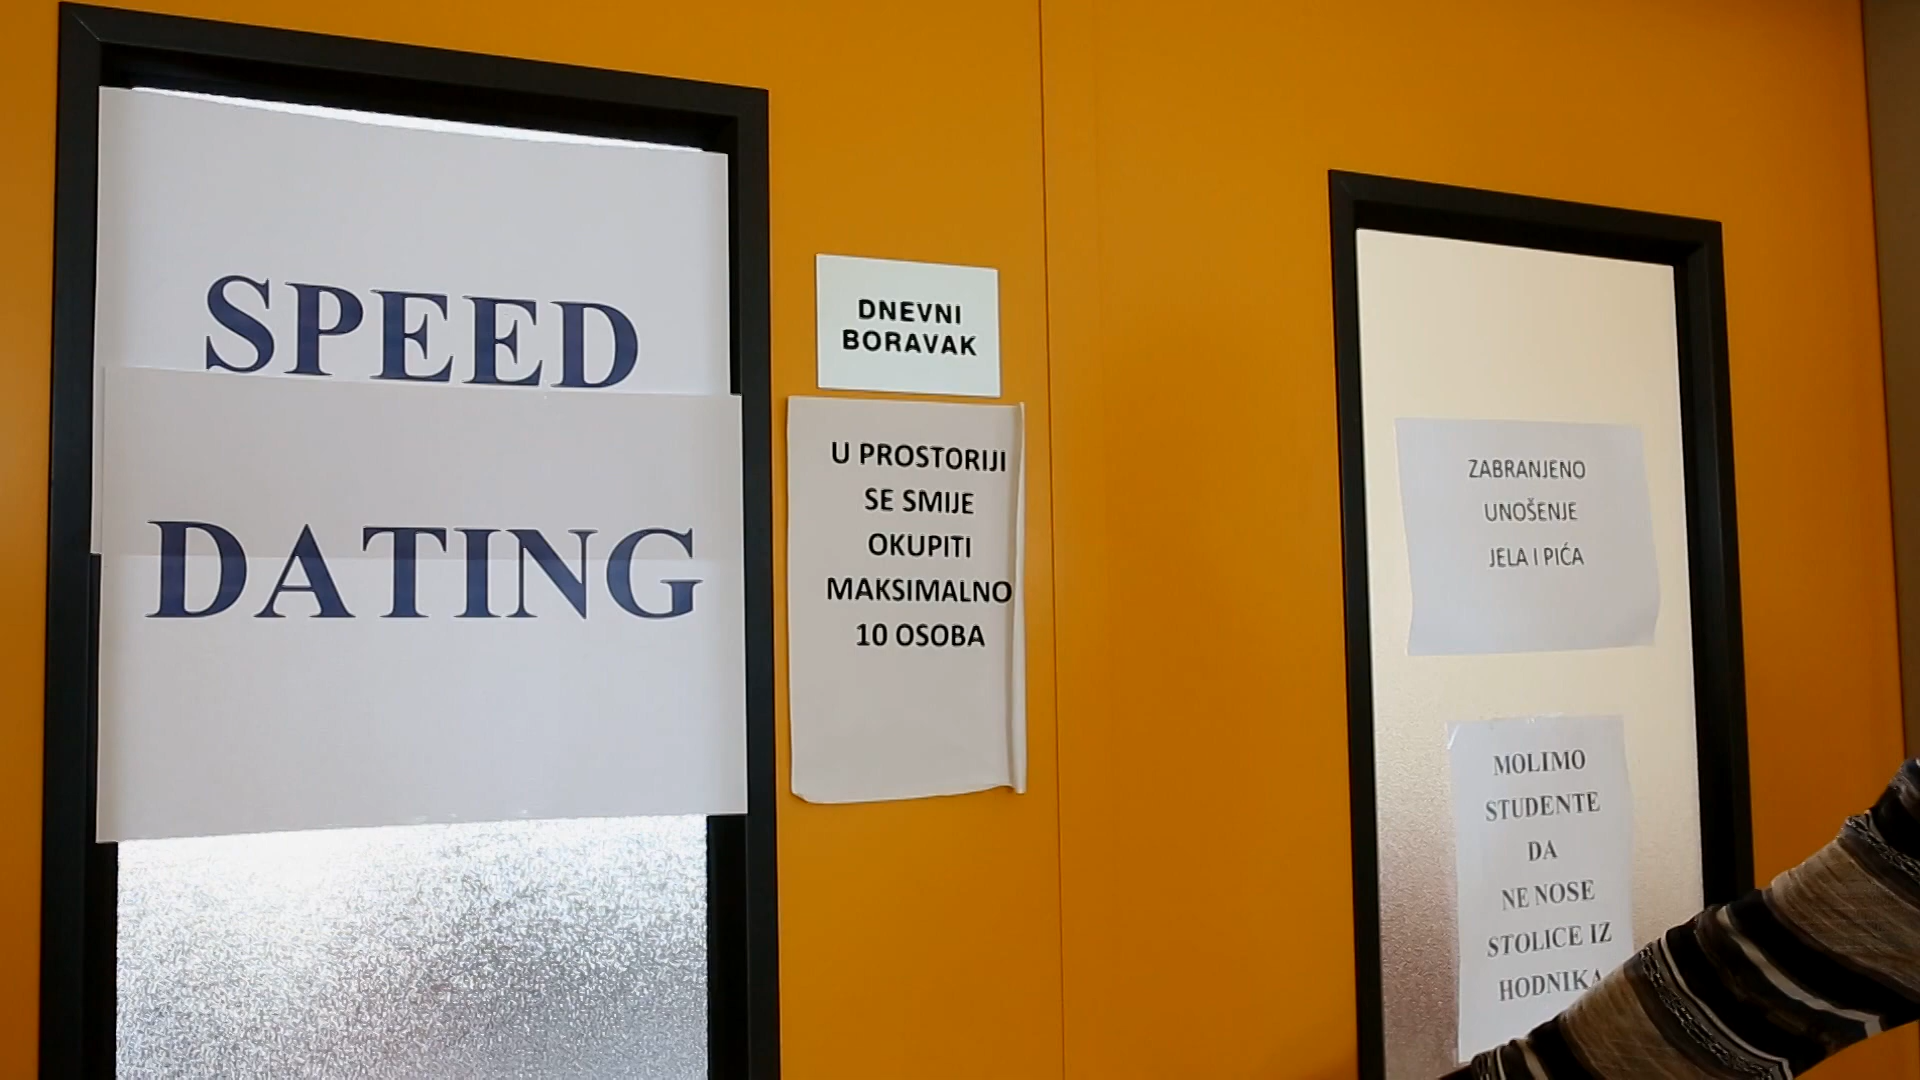 SPEED
DATING
DNEVNI
BORAVAK
U PROSTORIJI
SE SMIJE
OKUPITI
MAKSIMALNO
10 OSOBA
ZABRANJENO
UNOŠENJE
JELA I PIĆA
MOLIMO
STUDENTE
DA
NE NOSE
STOLICE IZ
HODNIKA